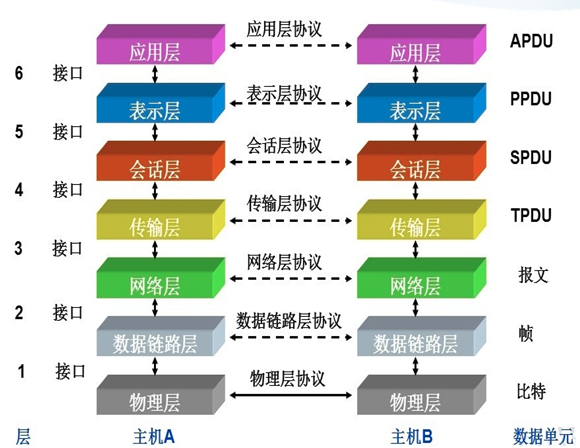 应用层 应用层协议 应用层 APDU
6 接口
表示层 表示层协议 表示层 PPDU
5 接口
会话层 会话层协议 会话层 SPDU
4 接口
传输层 传输层协议 传输层 TPDU
3 接口
网络层 网络层协议 网络层 报文
2 接口
数据链路层 数据链路层协议 数据链路层 帧
1 接口
物理层 物理层协议 物理层 比特
层 主机A 主机B 数据单元